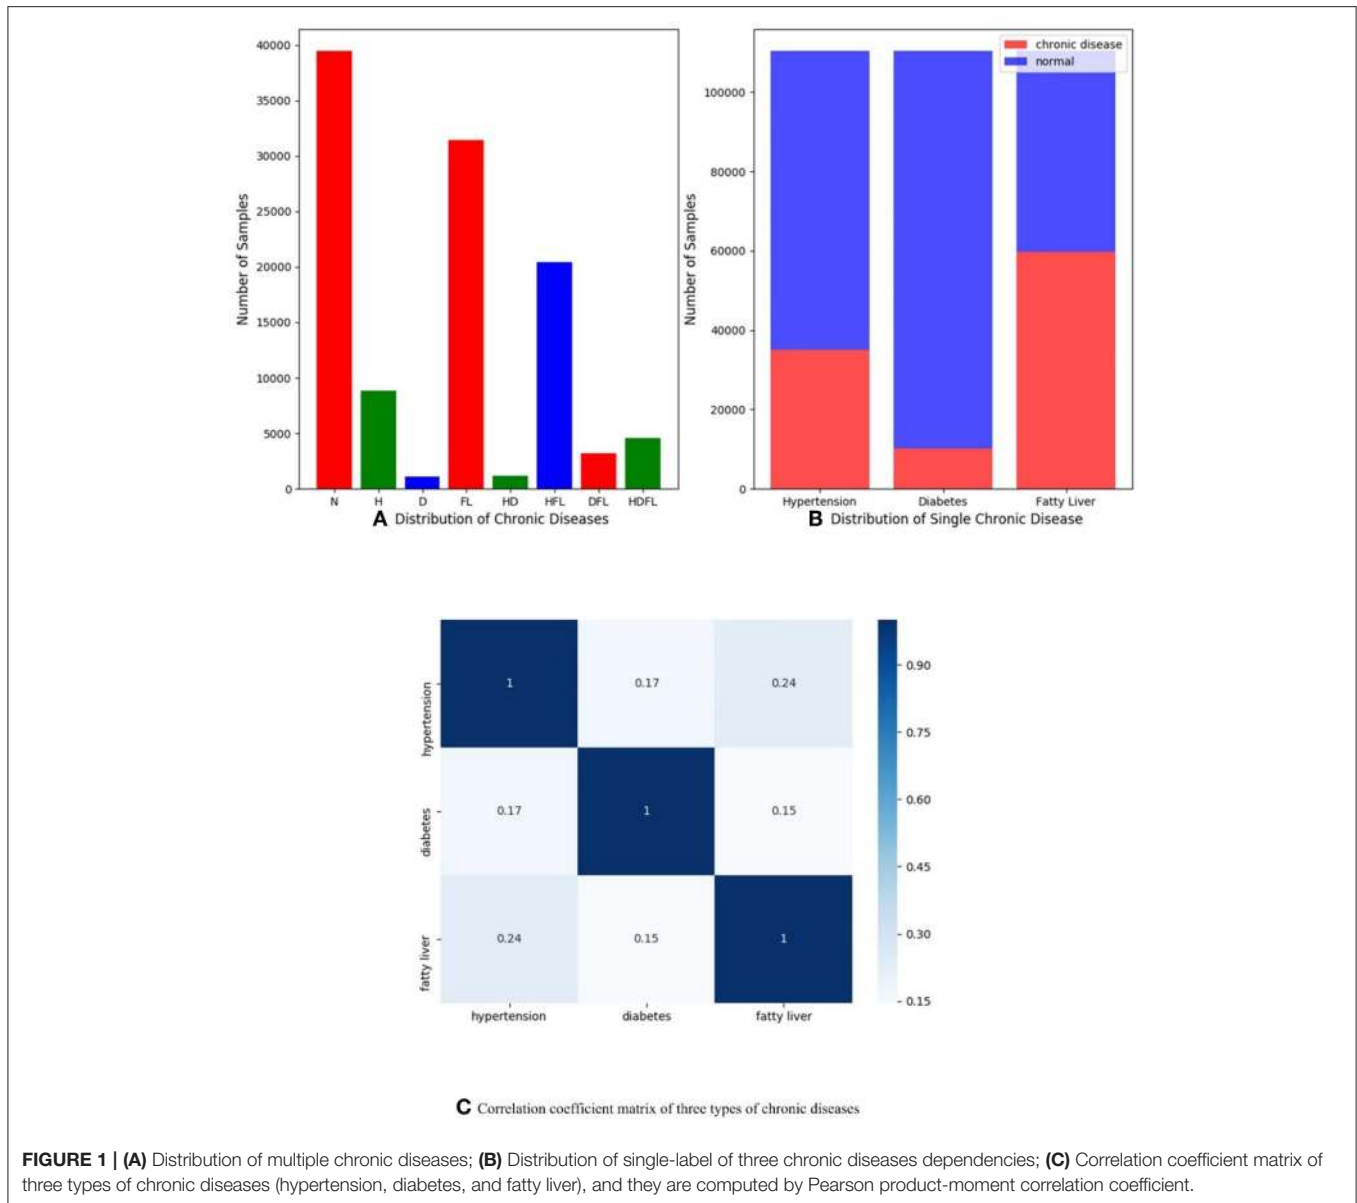 40000
35000
30000
25000
20000
15000
10000
5000
0
Number of Samples
N H D FL HD HFL DFL HDFL
A Distribution of Chronic Diseases
chronic disease
normal
100000
80000
60000
40000
20000
0
Number of Samples
Hypertension Diabetes Fatty Liver
B Distribution of Single Chronic Disease
hypertension
1 0.17 0.24
diabetes
0.17 1 0.15
fatty liver
0.24 0.15 1
hypertension diabetes fatty liver
0.90
0.75
0.60
0.45
0.30
0.15
C Correlation coefficient matrix of three types of chronic diseases
FIGURE 1 | (A) Distribution of multiple chronic diseases; (B) Distribution of single-label of three chronic diseases dependencies; (C) Correlation coefficient matrix of
three types of chronic diseases (hypertension, diabetes, and fatty liver), and they are computed by Pearson product-moment correlation coefficient.